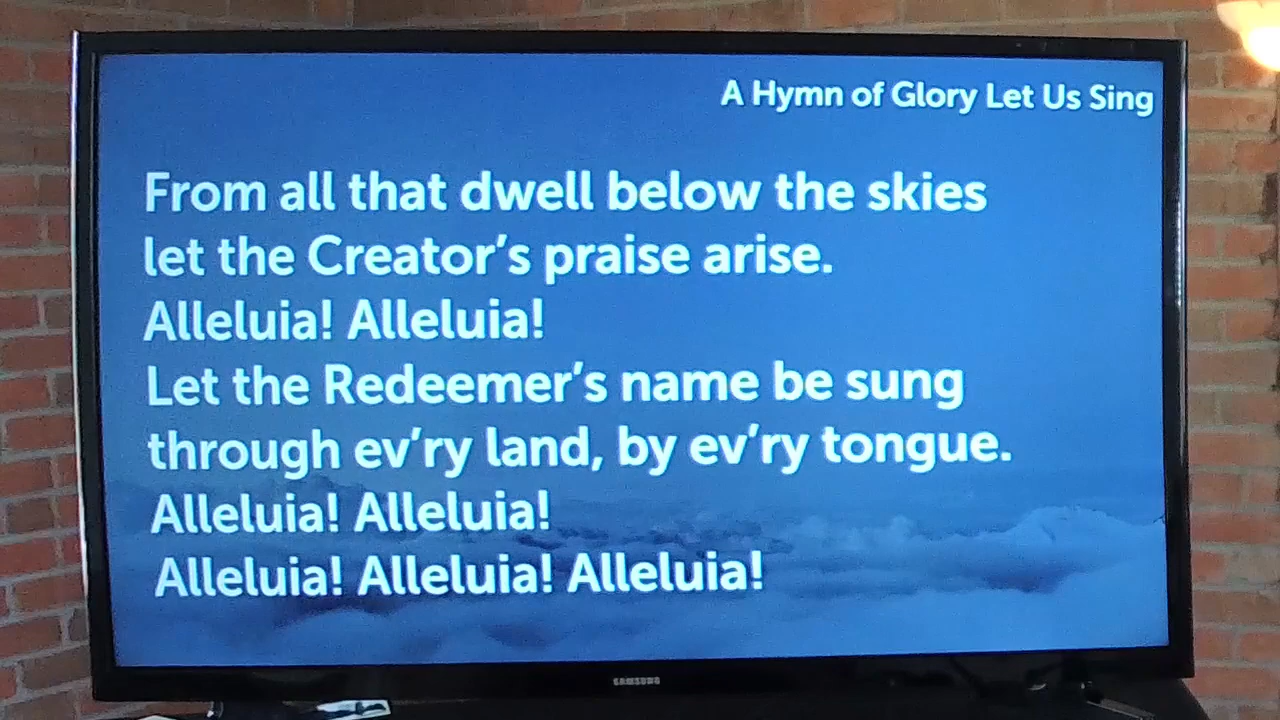 A Hymn of Glory Let Us Sing
From all that dwell below the skies
let the Creator's praise arise.
Alleluia! Alleluia!
Let the Redeemer's name be sung
through ev'ry land, by ev'ry tongue.
Alleluia! Alleluia!
Alleluia! Alleluia! Alleluia!
SAMSUNG